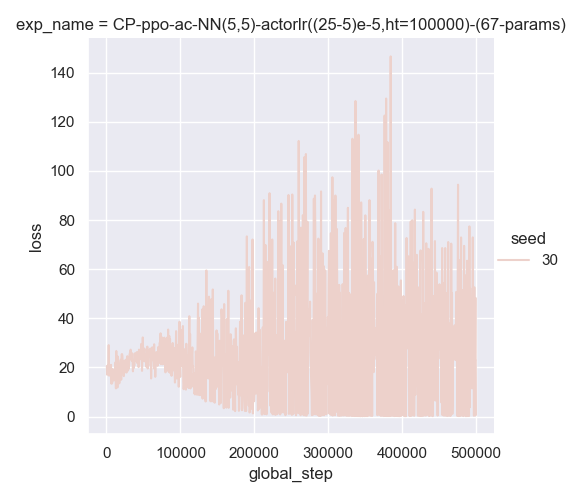 exp_name = CP-ppo-ac-NN(5,5)-actorlr((25-5)e-5,ht=100000)-(67-params)
140
120
100
80
60
40
20
0
loss
0 100000 200000 300000 400000 500000
global_step
seed
30